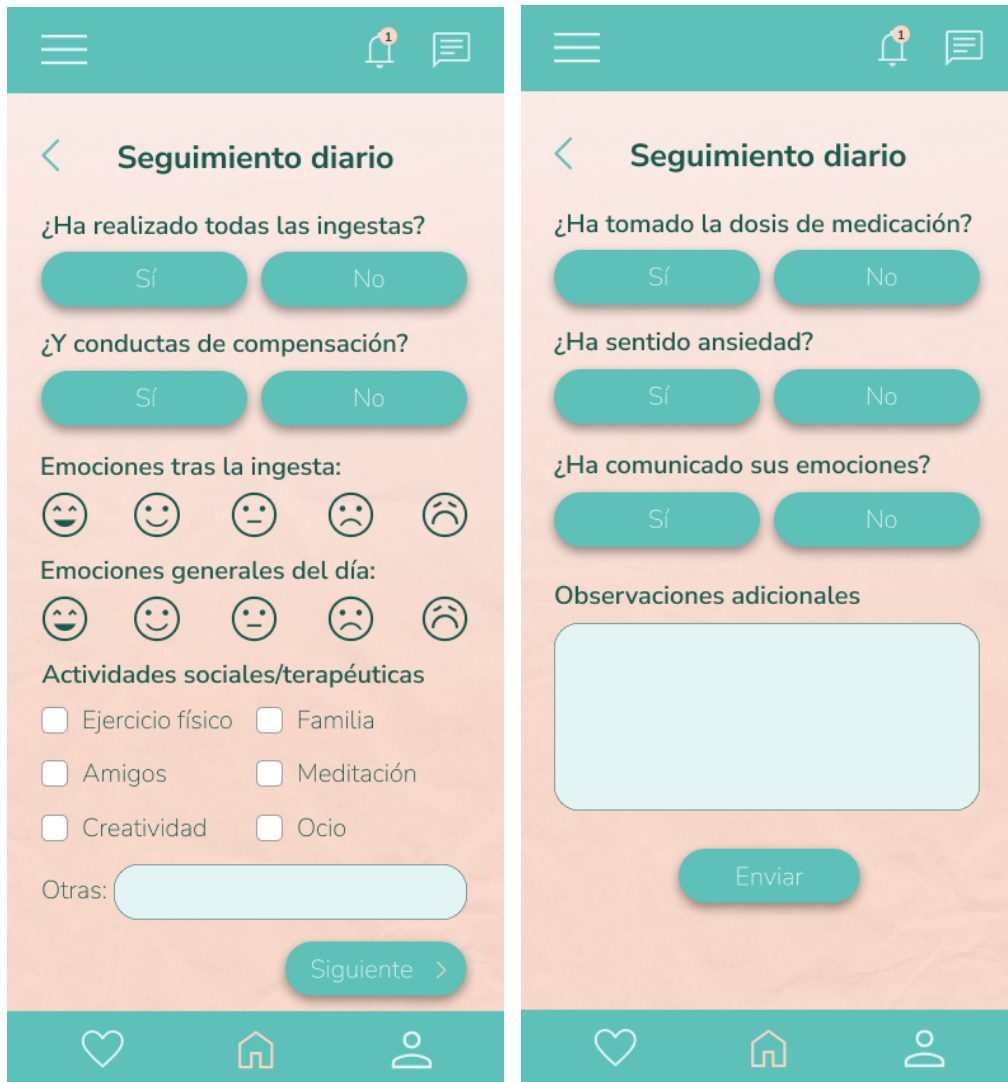 1
Seguimiento diario
¿Ha realizado todas las ingestas?
Sí
No
¿Y conductas de compensación?
Sí
No
Emociones tras la ingesta:
Emociones generales del día:
Actividades sociales/terapéuticas
Ejercicio físico
Familia
Amigos
Meditación
Creatividad
Ocio
Otras:
Siguiente >
1
Seguimiento diario
¿Ha tomado la dosis de medicación?
Sí
No
¿Ha sentido ansiedad?
Sí
No
¿Ha comunicado sus emociones?
Sí
No
Observaciones adicionales
Enviar